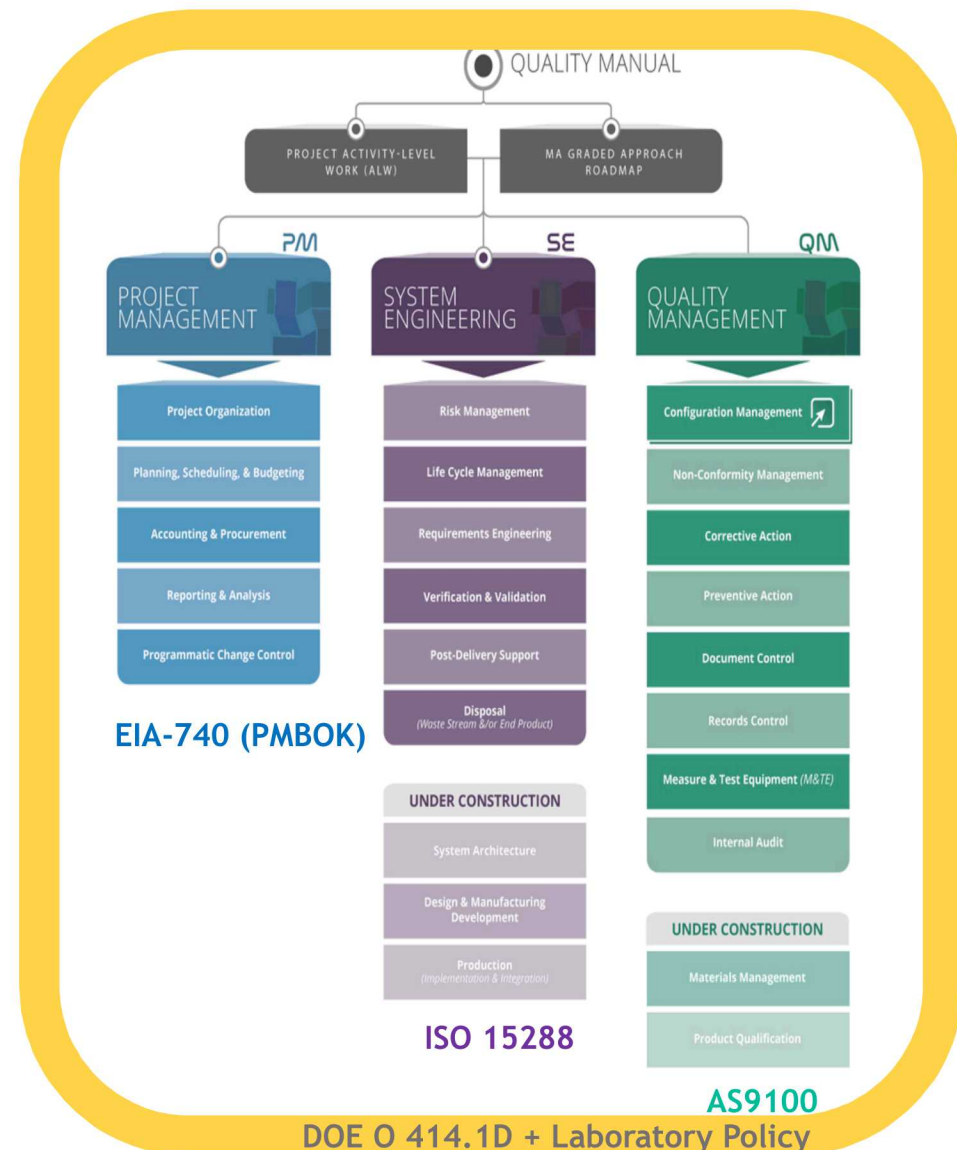 QUALITY MANUAL
PROJECT ACTIVITY-LEVEL
WORK (ALW)
MA GRADED APPROACH
ROADMAP
PM
PROJECT
MANAGEMENT
Project Organization
Planning, Scheduling, & Budgeting
Accounting & Procurement
Reporting & Analysis
Programmatic Change Control
EIA-740 (PMBOK)
SE
SYSTEM
ENGINEERING
Risk Management
Life Cycle Management
Requirements Engineering
Verification & Validation
Post-Delivery Support
Disposal
(Waste Stream &/or End Product)
UNDER CONSTRUCTION
System Architecture
Design & Manufacturing
Development
Production
(Implementation & Integration)
ISO 15288
QM
QUALITY
MANAGEMENT
Configuration Management
Non-Conformity Management
Corrective Action
Preventive Action
Document Control
Records Control
Measure & Test Equipment (M&TE)
Internal Audit
UNDER CONSTRUCTION
Materials Management
Product Qualification
AS9100
DOE O 414.1D + Laboratory Policy